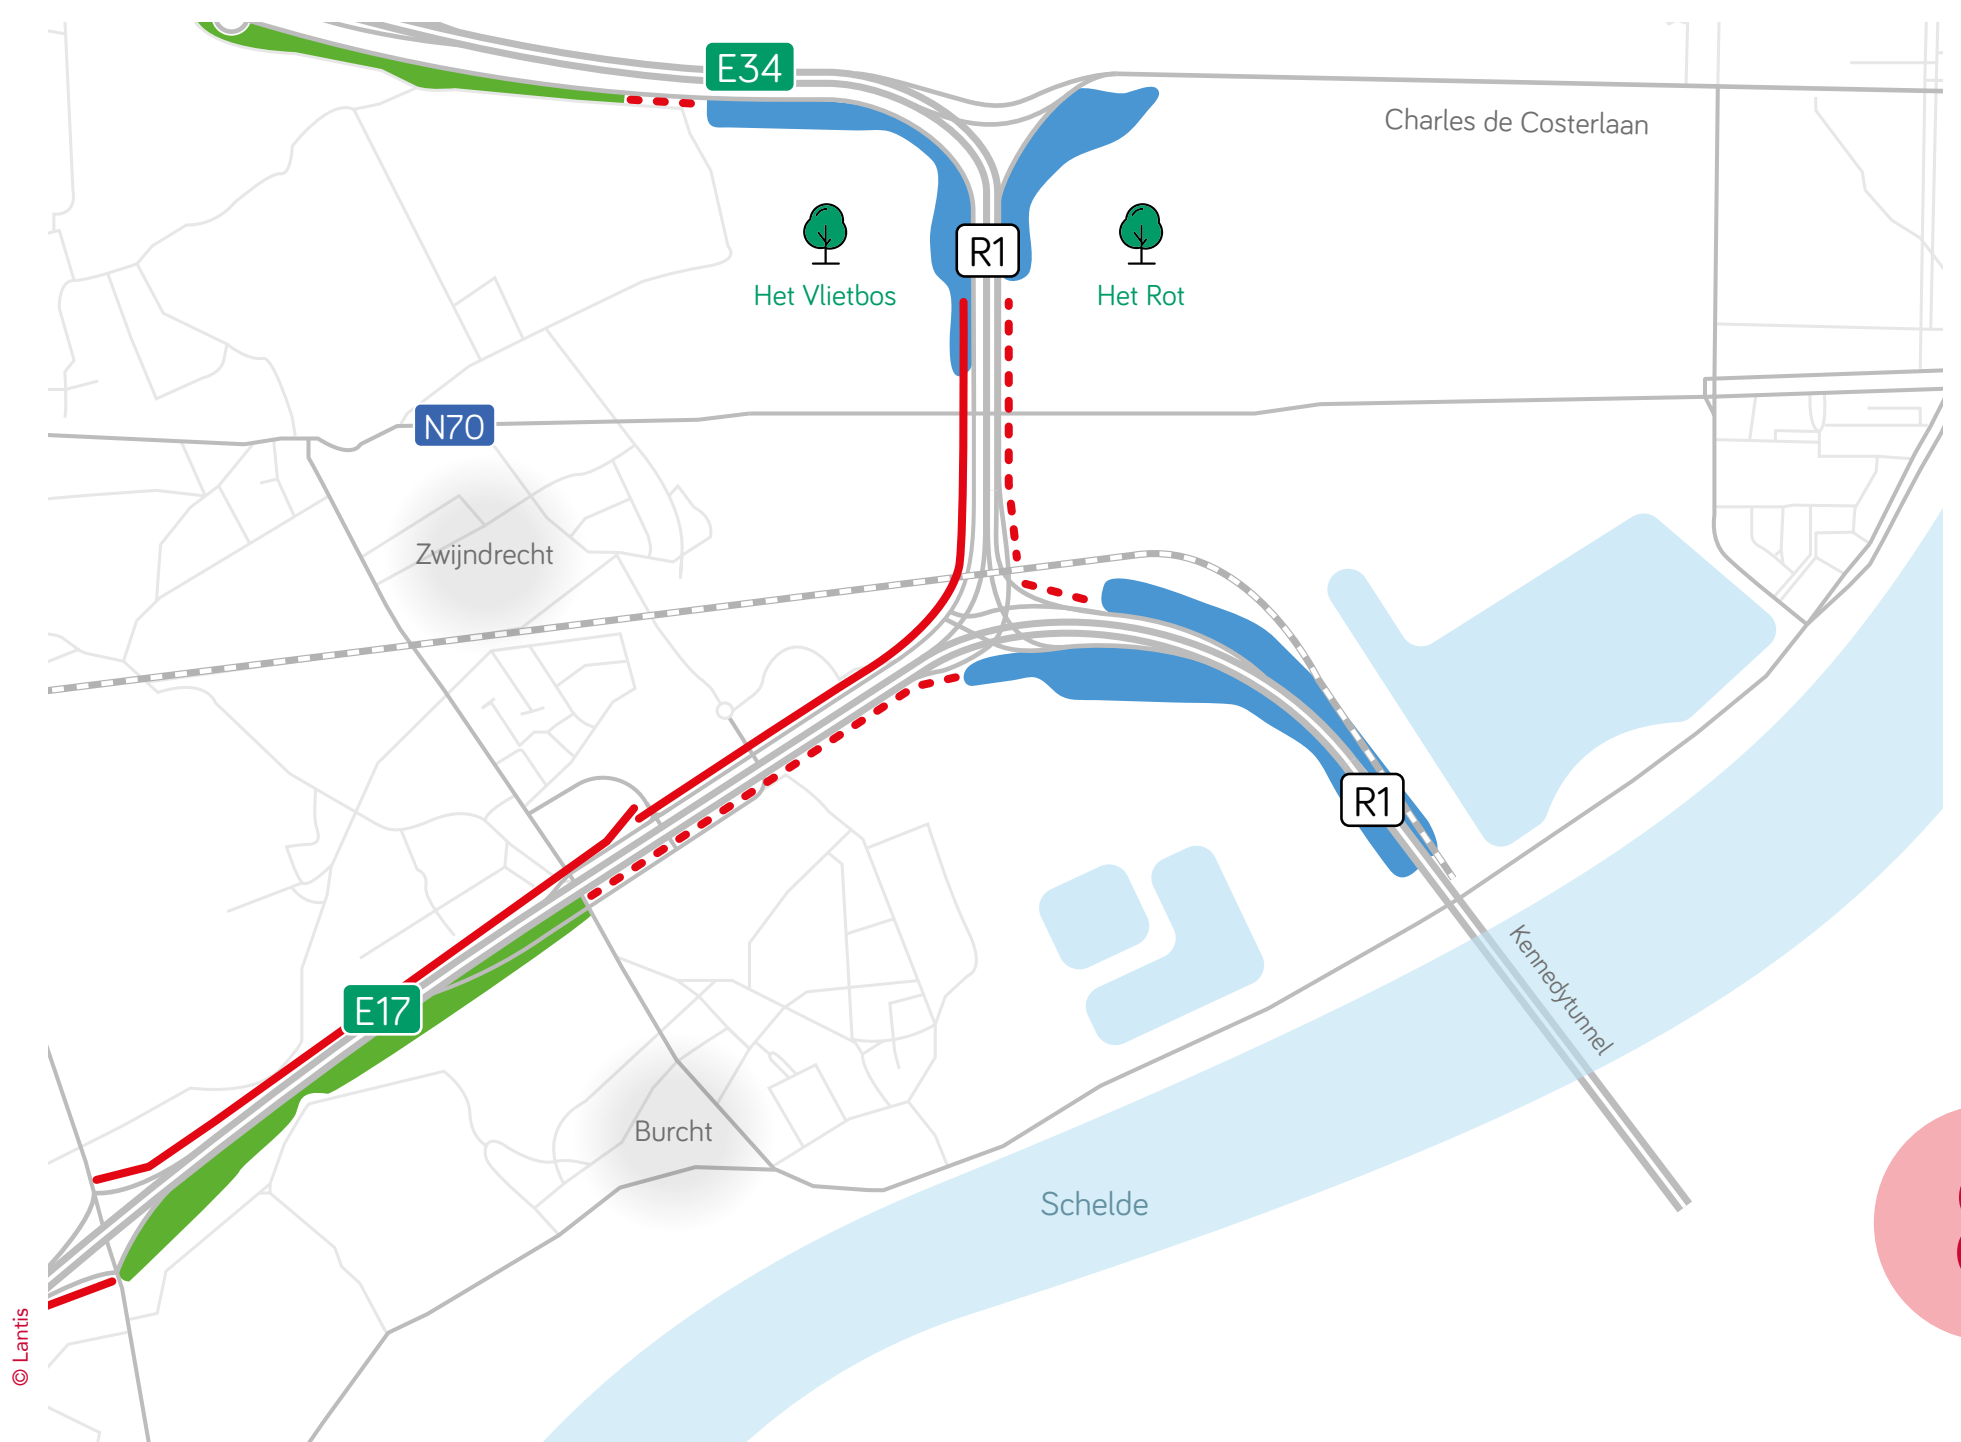 E34
Charles de Costerlaan
R1
Het Vlietbos
Het Rot
N70
Zwijndrecht
R1
Kennedytunnel
E17
Burcht
Schelde
© Lantis